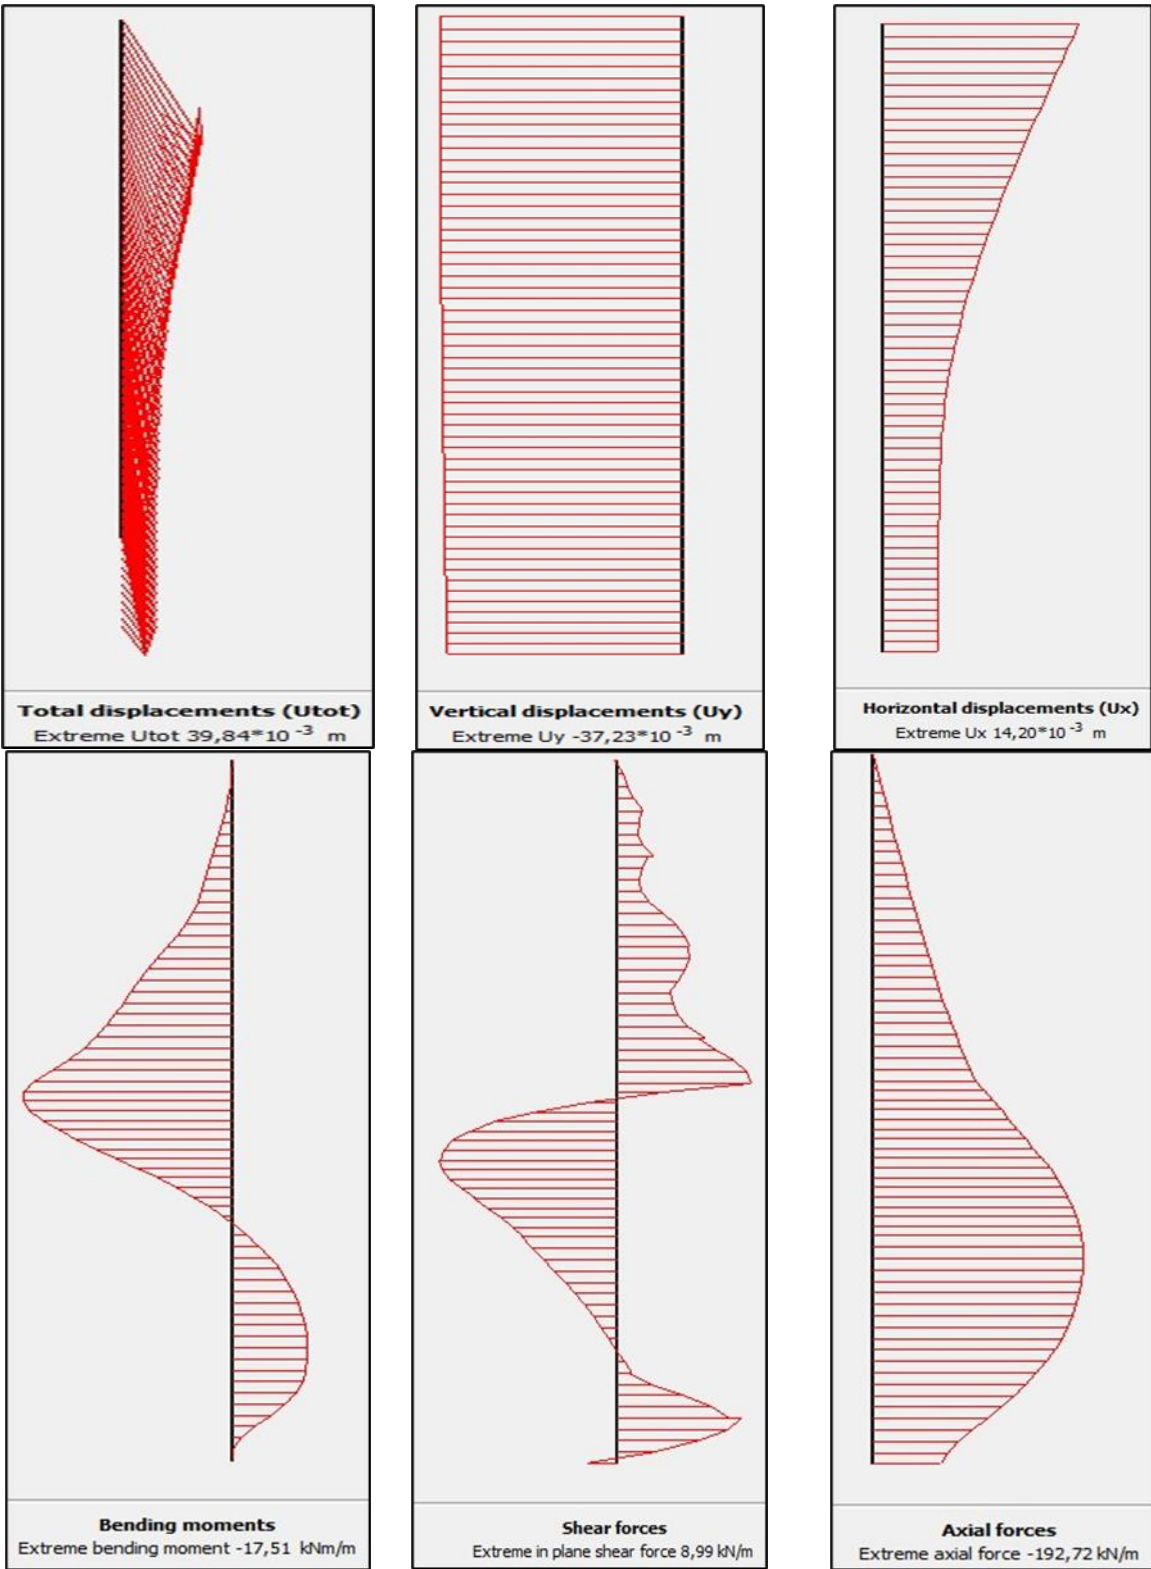 Total displacements (Utot)
Extreme Utot 39,84*10 -3 m
Vertical displacements (Uy)
Extreme Uy -37,23*10 -3 m
Horizontal displacements (Ux)
Extreme Ux 14,20*10 -3 m
Bending moments
Extreme bending moment -17,51 kNm/m
Shear forces
Extreme in plane shear force 8,99 kN/m
Axial forces
Extreme axial force -192,72 kN/m